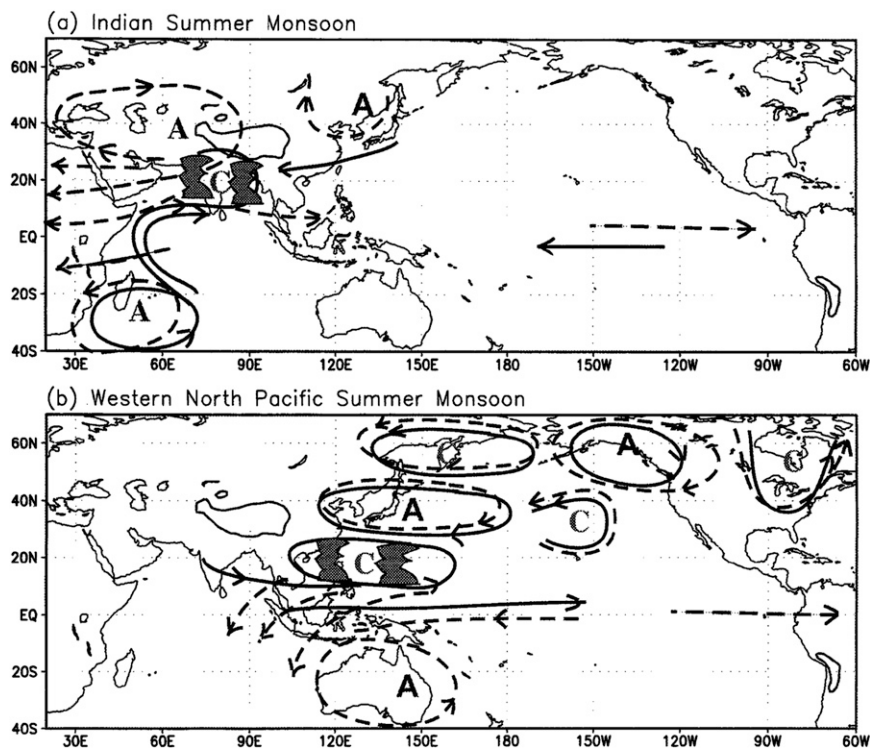 (a) Indian Summer Monsoon
60N
A
A
40N
20N
C
EQ
20S
A
40S
30E 60E 90E 120E 150E 180 150W 120W 90W 60W
(b) Western North Pacific Summer Monsoon
60N
C
A
C
40N
A
C
20N
C
EQ
20S
A
40S
30E 60E 90E 120E 150E 180 150W 120W 90W 60W